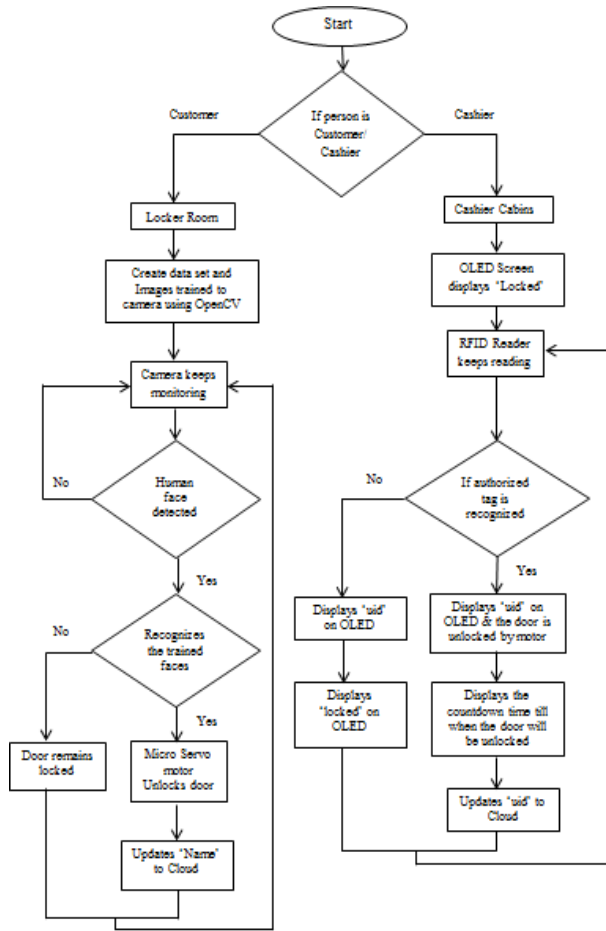 Start
If person is
Customer/
Cashier
Customer
Cashier
Locker Room
Create data set and
Images trained to
camera using OpenCV
Camera keeps
monitoring
Human
face
detected
No
Yes
Recognizes
the trained
faces
No
Yes
Door remains
locked
Micro Servo
motor
Unlocks door
Updates "Name"
to Cloud
Cashier Cabins
OLED Screen
displays "Locked"
RFID Reader
keeps reading
If authorized
tag is
recognized
No
Yes
Displays "uid"
on OLED
Displays
"locked" on
OLED
Displays "uid" on
OLED & the door is
unlocked by motor
Displays the
countdown time till
when the door will
be unlocked
Updates "uid" to
Cloud